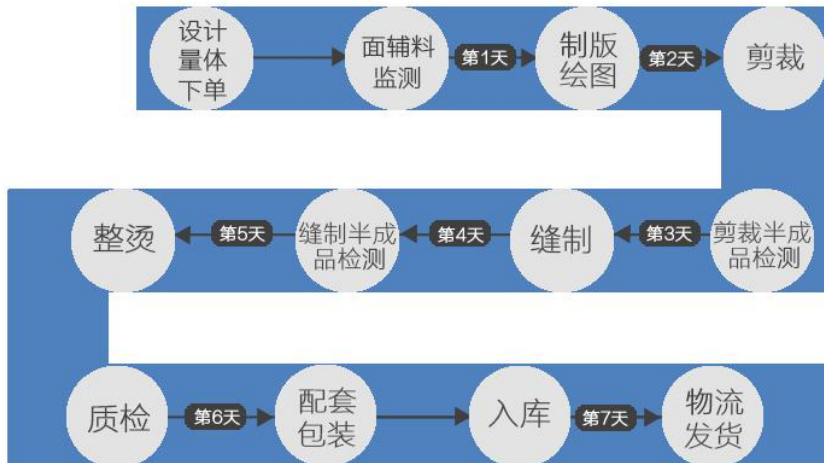 设计
量体
下单
面辅料
监测
第1天
制版
绘图
第2天
剪裁
剪裁半成
品检测
第3天
缝制
第4天
缝制半成
品检测
第5天
整烫
质检
第6天
配套
包装
入库
第7天
物流
发货